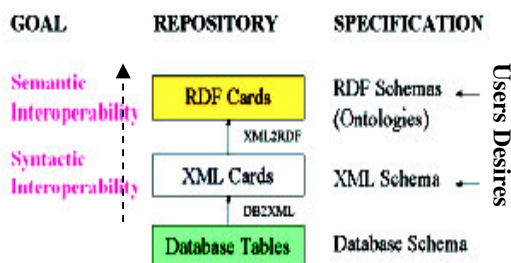 GOAL REPOSITORY SPECIFICATION
Semantic
Interoperability
RDF Cards
RDF Schemas
(Ontologies)
XML2RDF
Syntactic
Interoperability
XML Cards
XML Schema
DB2XML
Database Tables
Database Schema
Users Desires